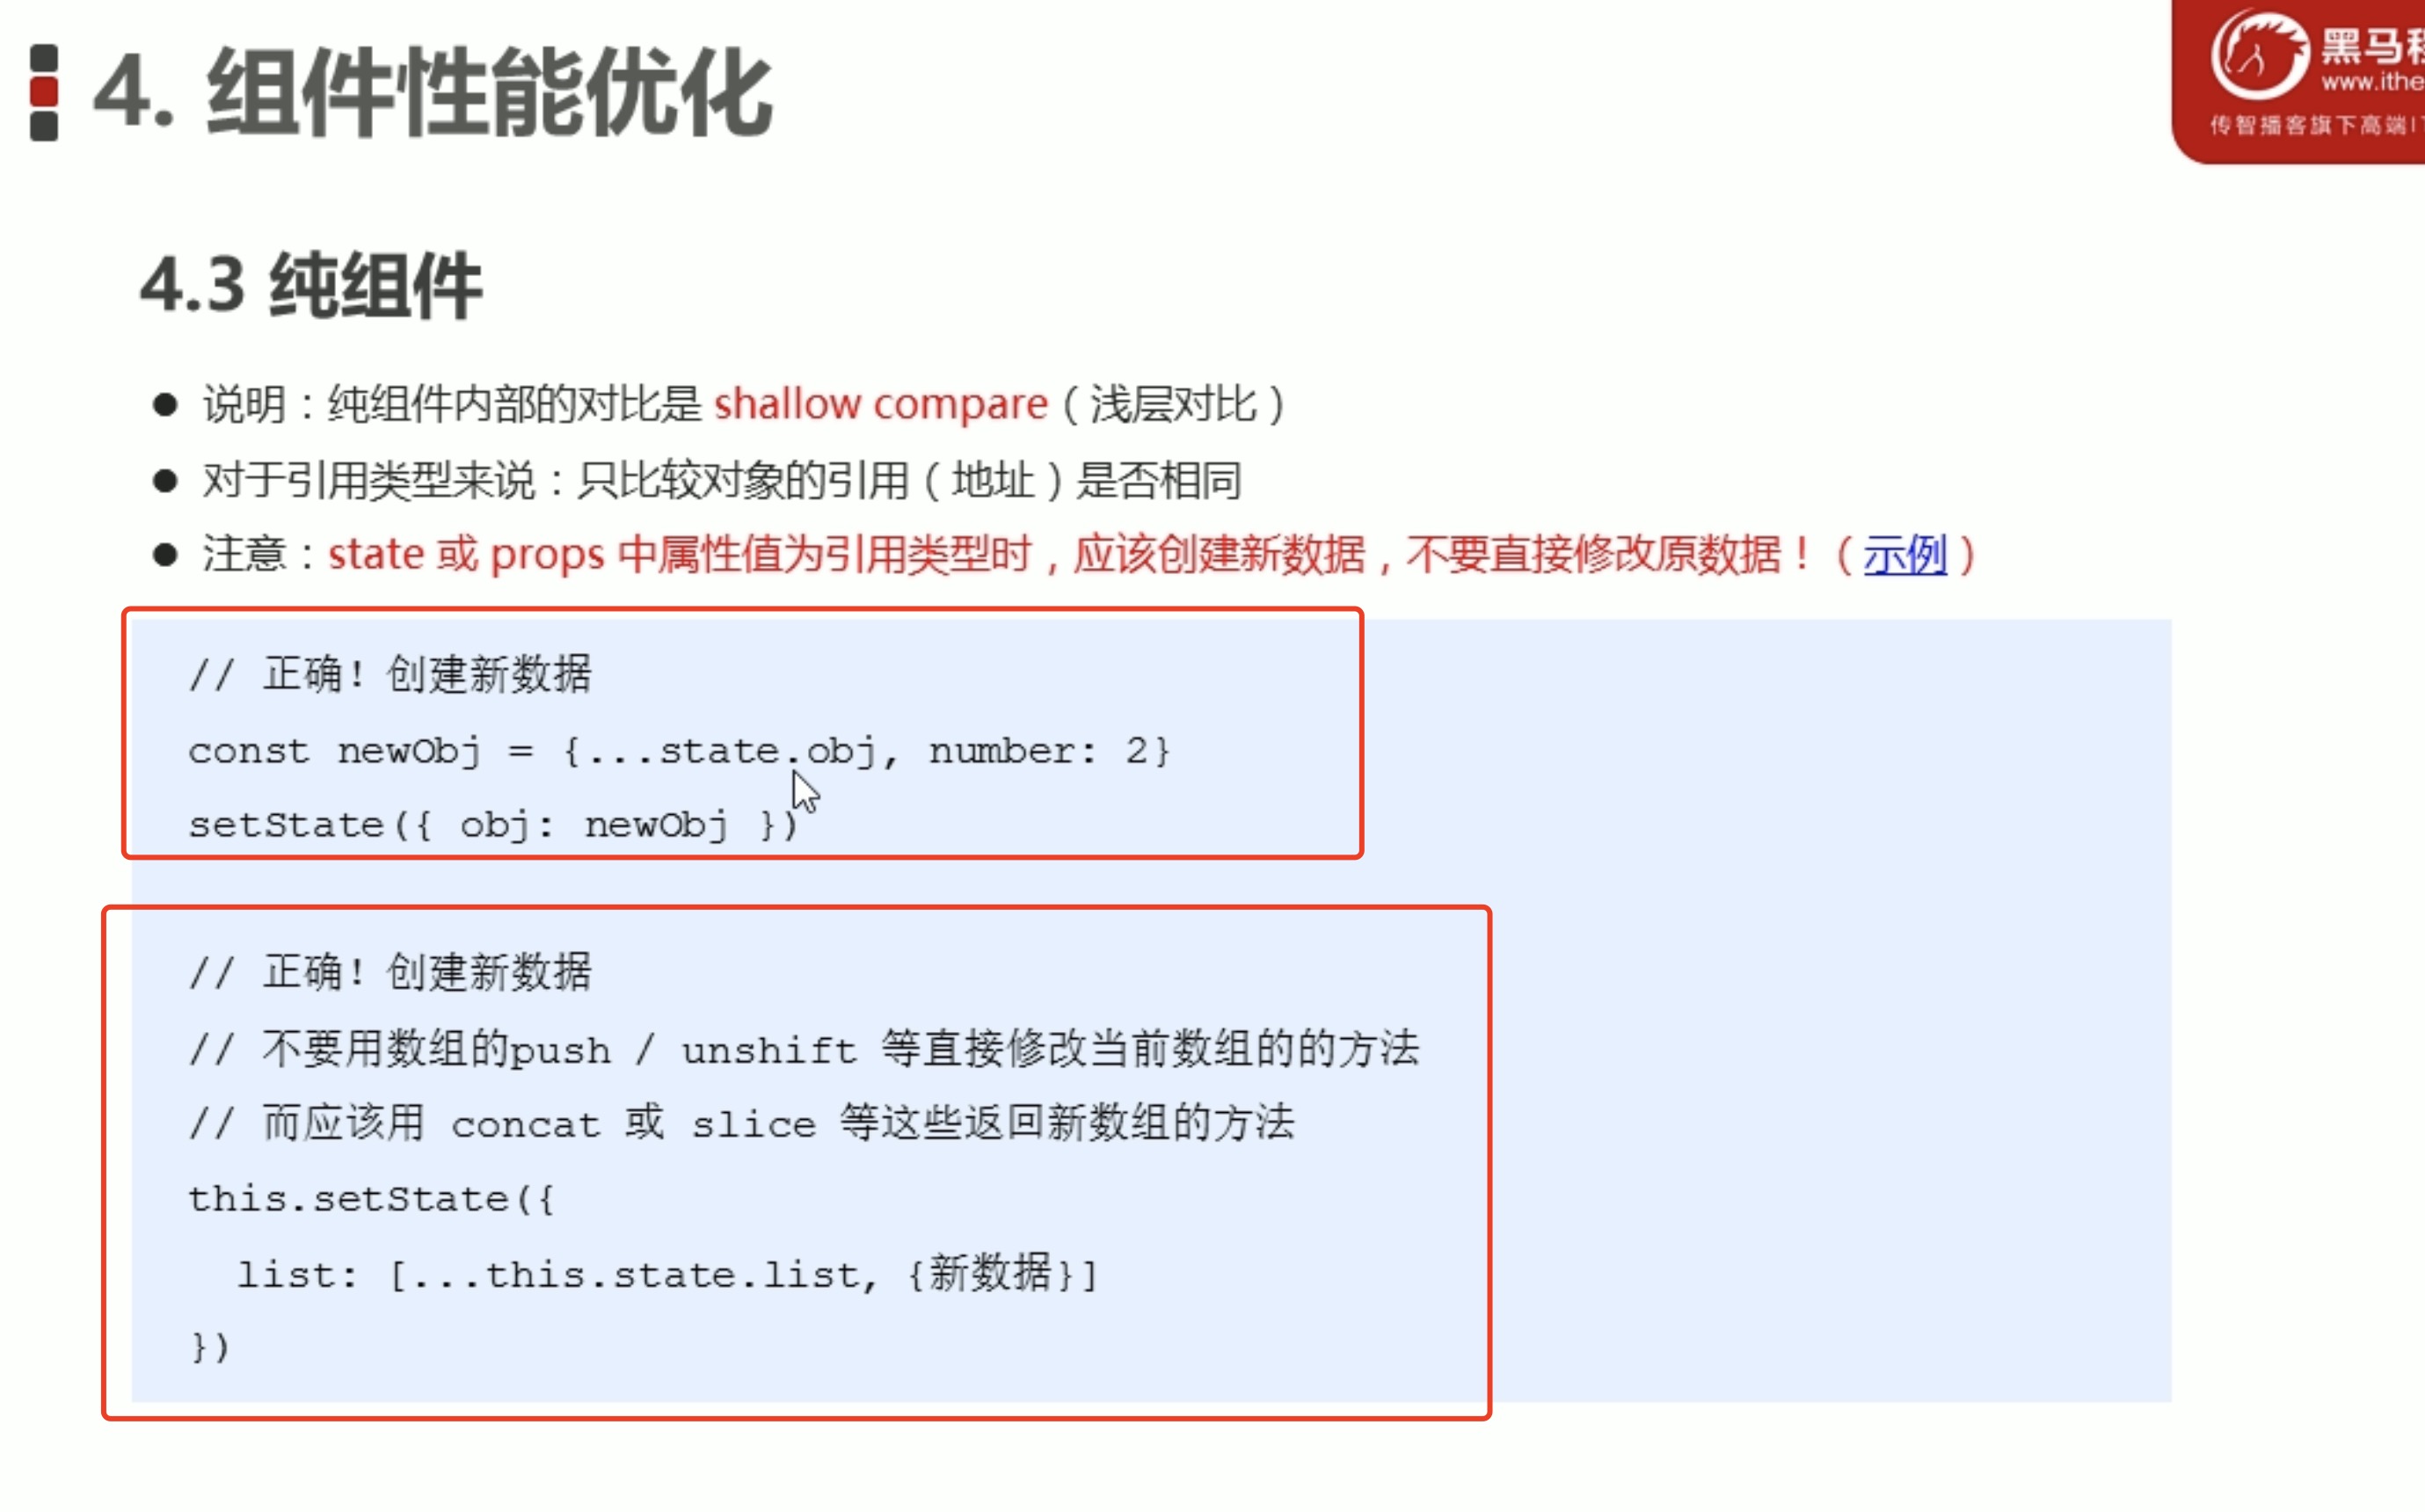 4. 组件性能优化
黑马程
www.ithe
传智播客旗下高端IT
4.3 纯组件
● 说明：纯组件内部的对比是 shallow compare（浅层对比）
● 对于引用类型来说：只比较对象的引用（地址）是否相同
● 注意：state 或 props 中属性值为引用类型时，应该创建新数据，不要直接修改原数据！（示例）
// 正确！创建新数据
const newObj = {...state.obj, number: 2}
setState({ obj: newObj })
// 正确！创建新数据
// 不要用数组的push / unshift 等直接修改当前数组的的方法
// 而应该用 concat 或 slice 等这些返回新数组的方法
this.setState({
list: [...this.state.list, {新数据}]
})